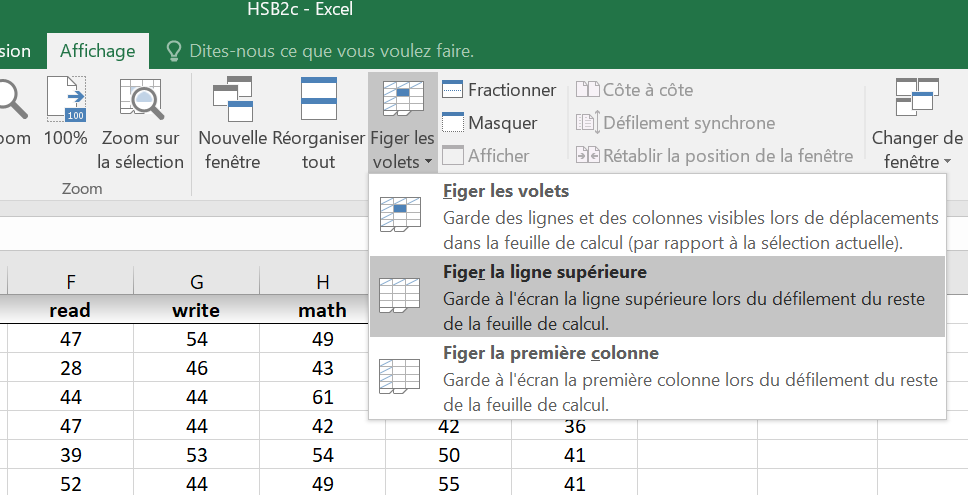 HSB2c - Excel
sion Affichage Dites-nous ce que vous voulez faire.
oom 100% Zoom sur la sélection Nouvelle fenêtre Réorganiser tout Figer les volets Fractionner Côte à côte Changer de fenêtre
100
Masquer Défilement synchrone
Afficher Rétablir la position de la fenêtre
Zoom
Figer les volets
Garde des lignes et des colonnes visibles lors de déplacements
dans la feuille de calcul (par rapport à la sélection actuelle).
Figer la ligne supérieure
Garde à l'écran la ligne supérieure lors du défilement du reste
de la feuille de calcul.
Figer la première colonne
Garde à l'écran la première colonne lors du défilement du reste
de la feuille de calcul.
F G H
read write math
47 54 49
28 46 43
44 44 61
47 44 42 42 36
39 53 54 50 41
52 44 49 55 41